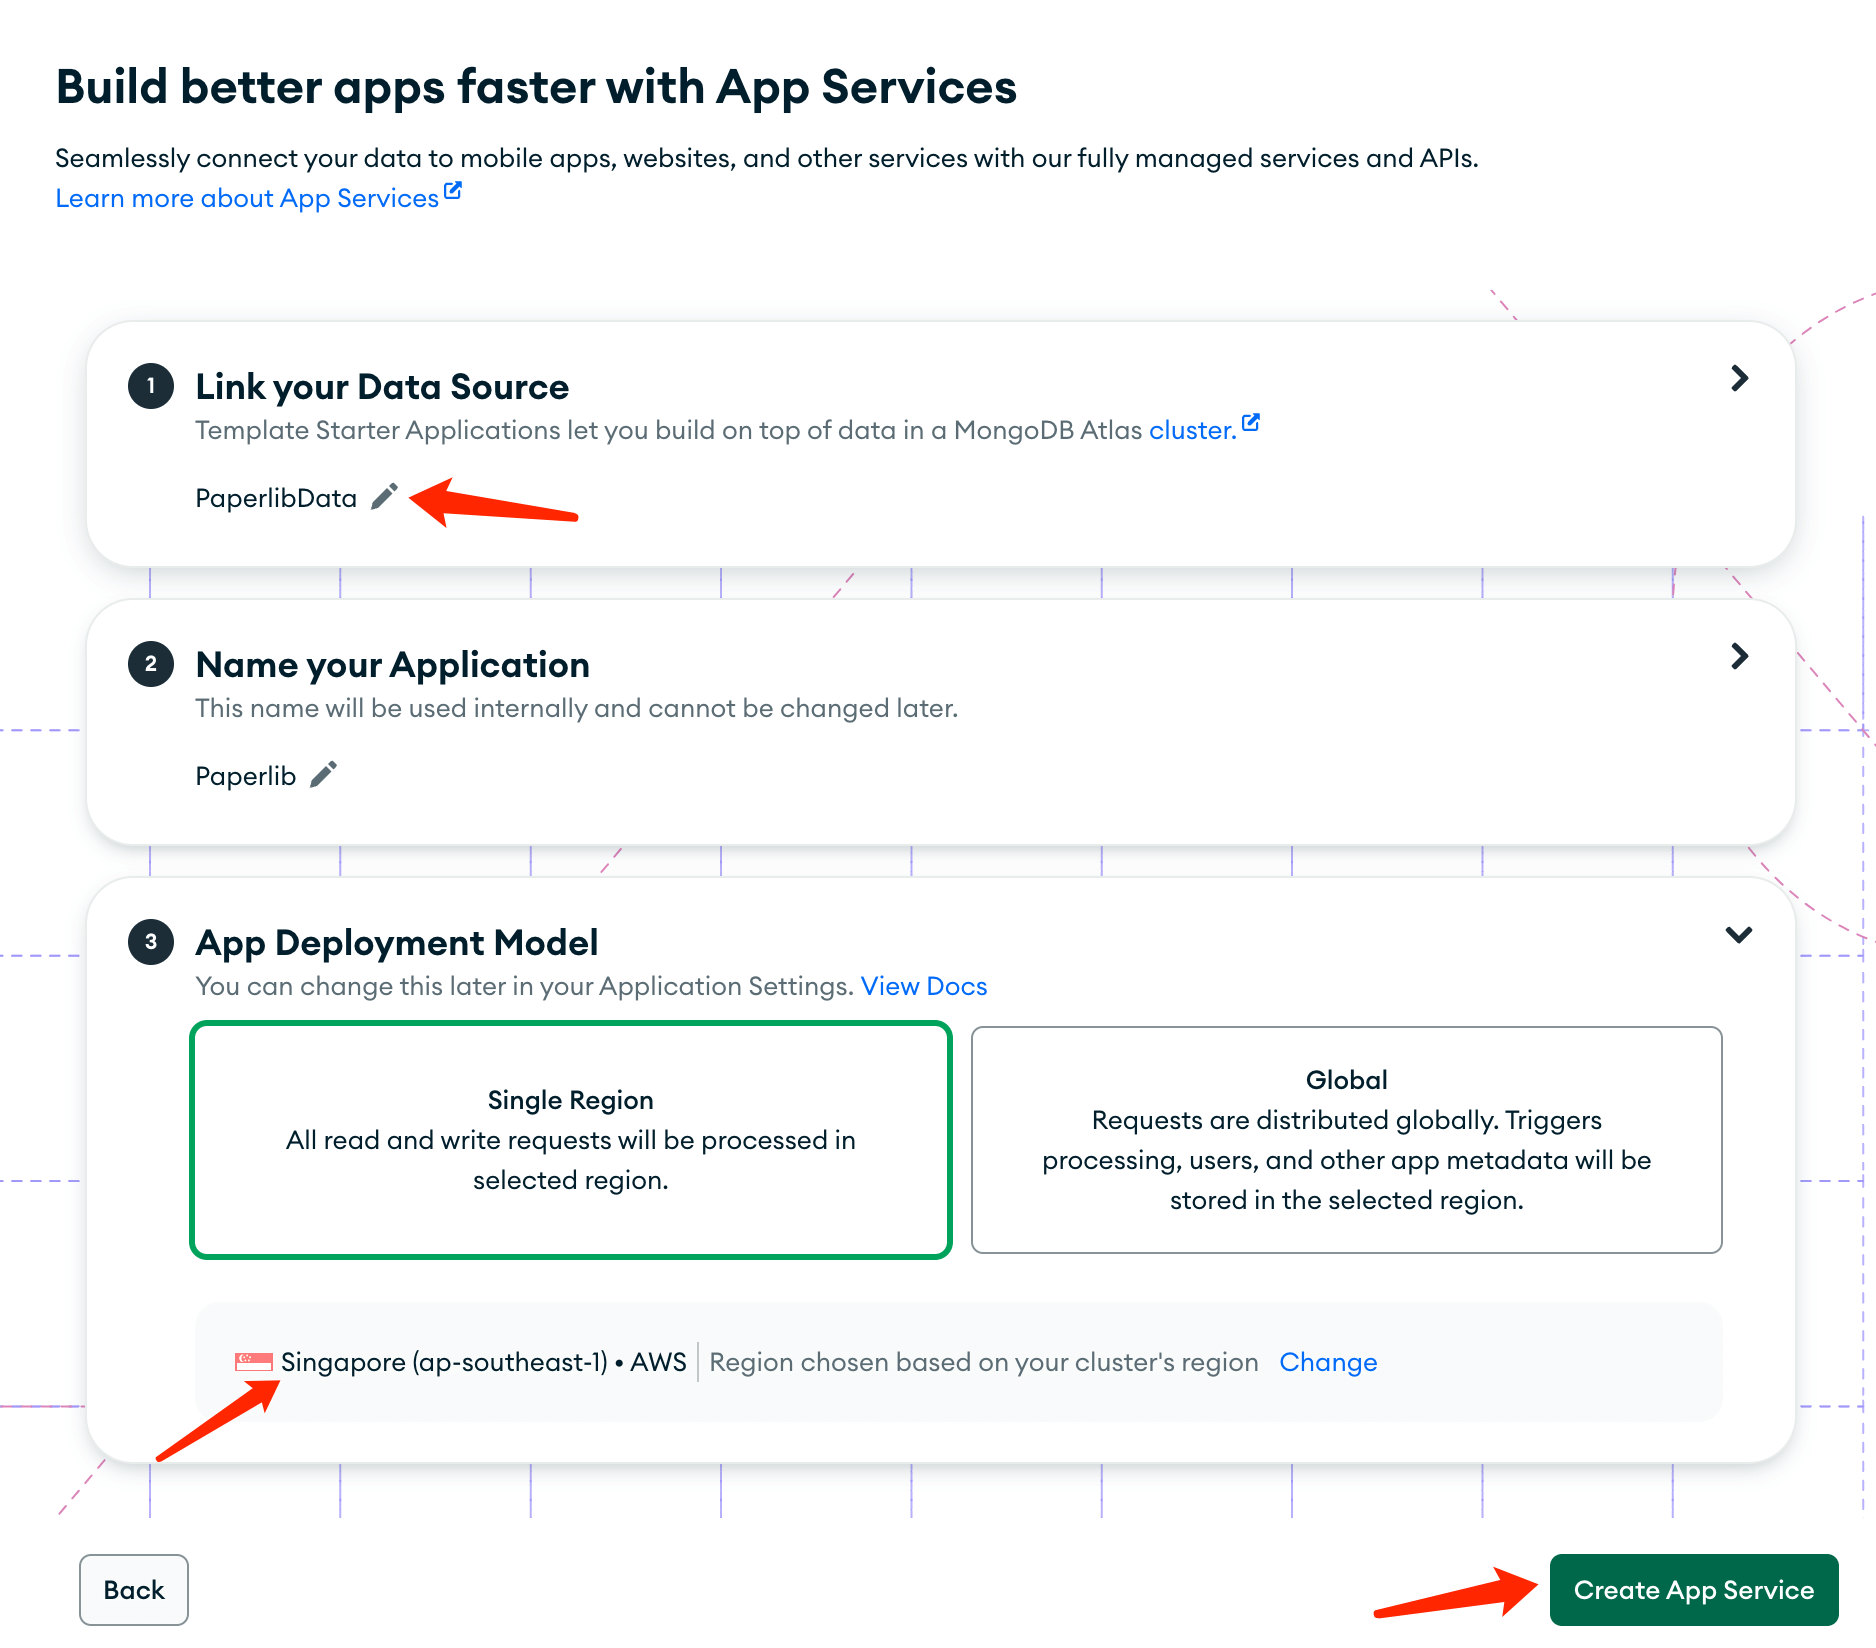 Build better apps faster with App Services
Seamlessly connect your data to mobile apps, websites, and other services with our fully managed services and APIs.
Learn more about App Services
1 Link your Data Source
Template Starter Applications let you build on top of data in a MongoDB Atlas cluster.
PaperlibData
2 Name your Application
This name will be used internally and cannot be changed later.
Paperlib
3 App Deployment Model
You can change this later in your Application Settings. View Docs
Single Region
All read and write requests will be processed in
selected region.
Global
Requests are distributed globally. Triggers
processing, users, and other app metadata will be
stored in the selected region.
Singapore (ap-southeast-1) • AWS Region chosen based on your cluster's region Change
Back
Create App Service